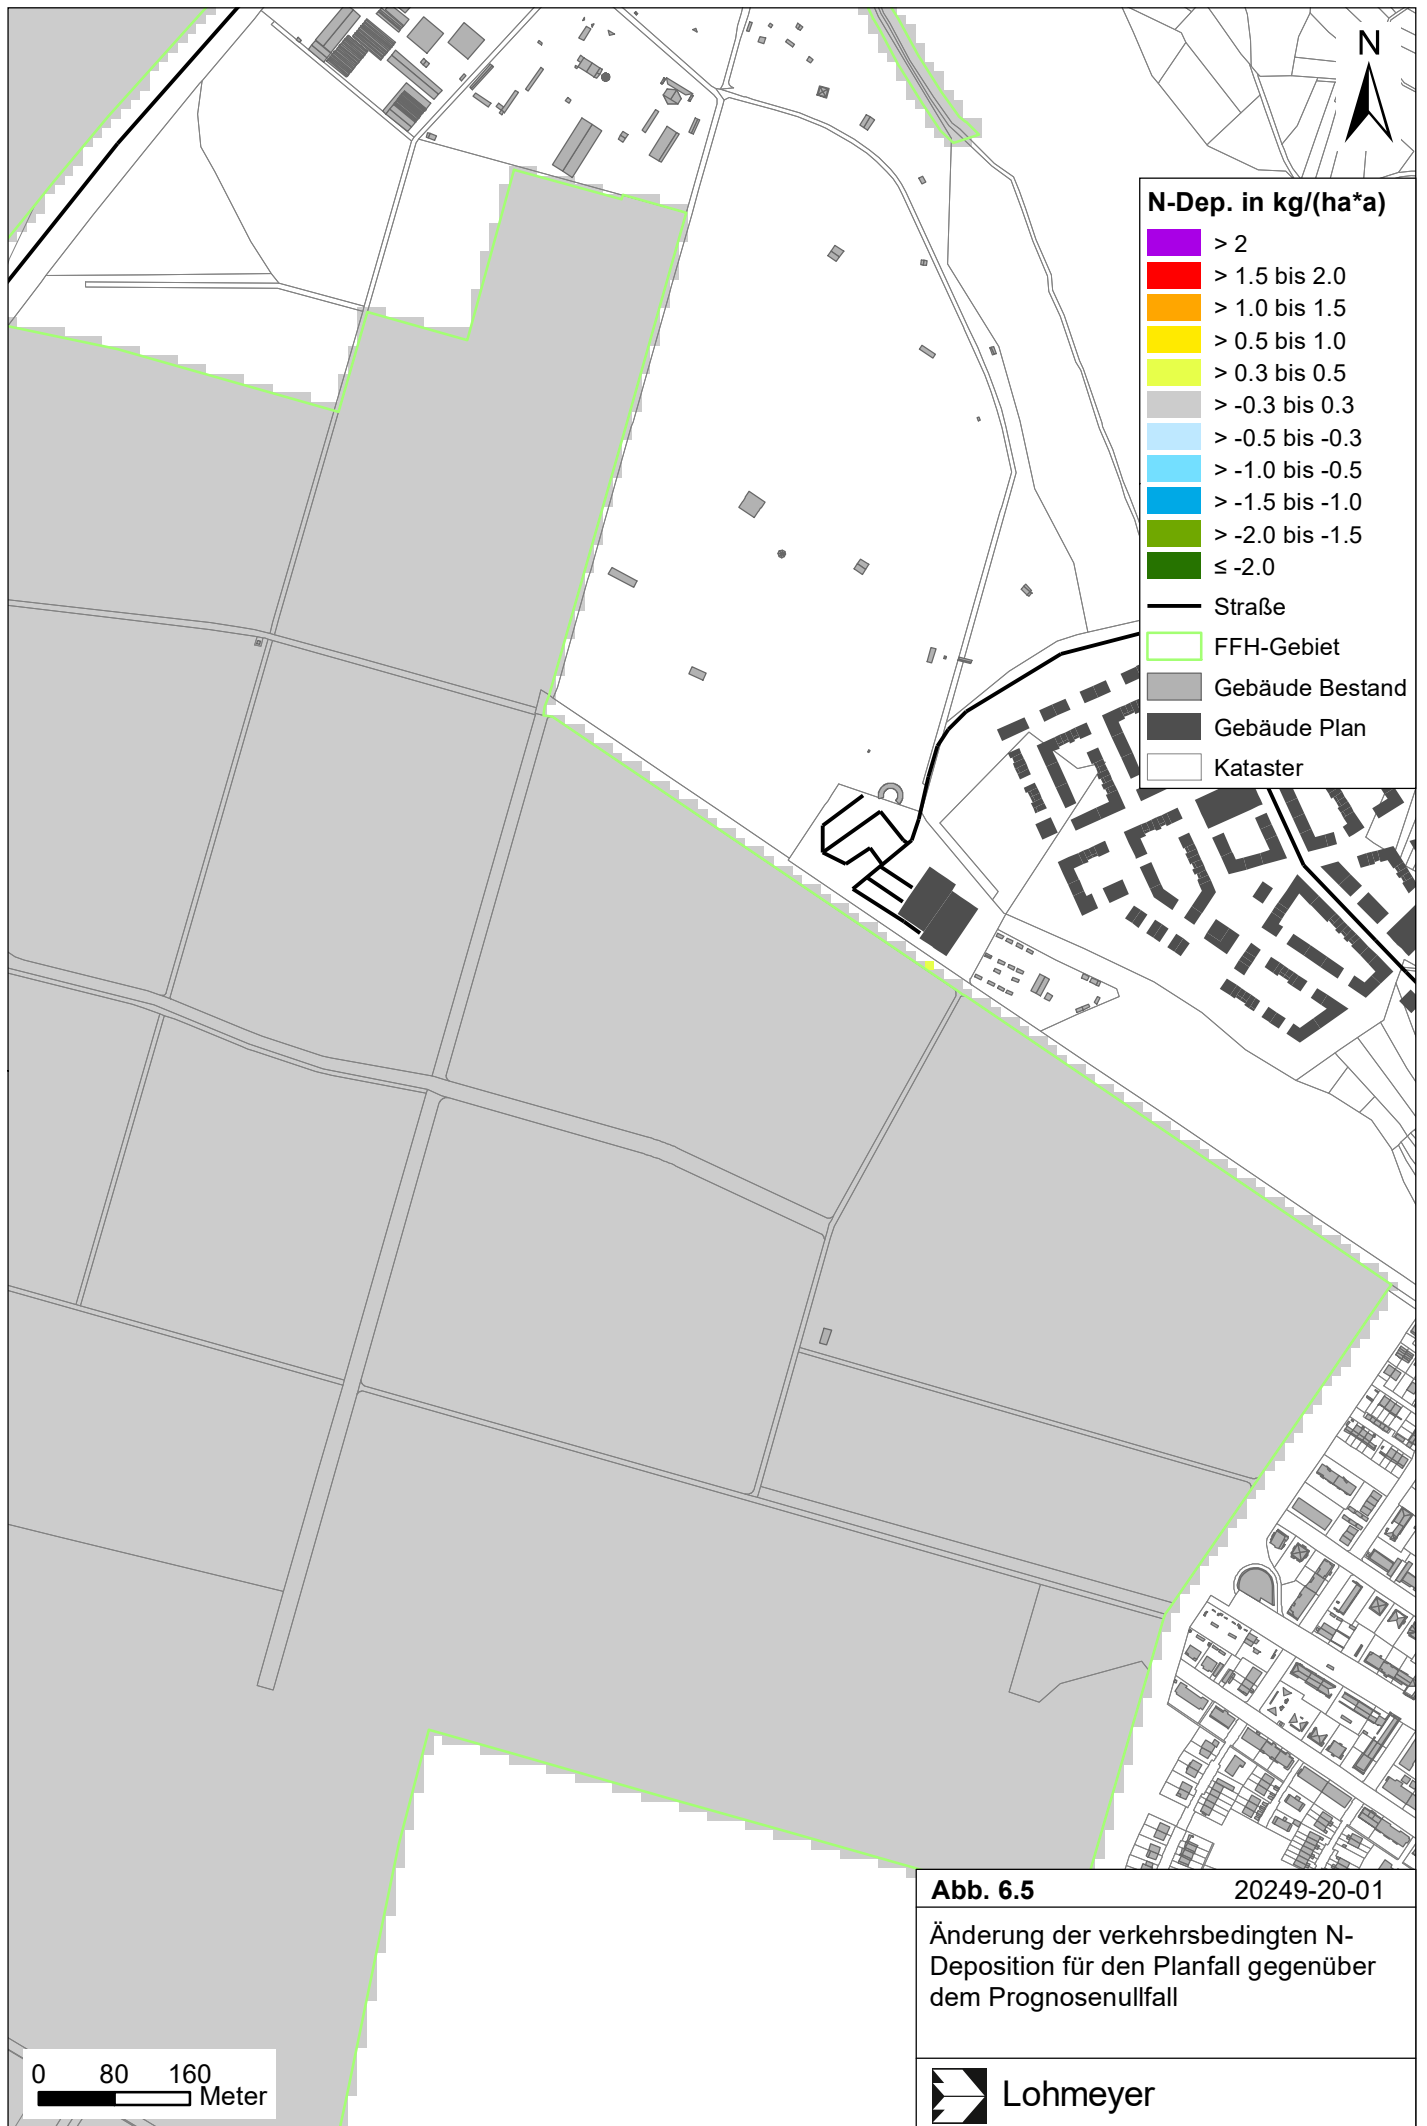 N
N-Dep. in kg/(ha*a)
> 2
> 1.5 bis 2.0
> 1.0 bis 1.5
> 0.5 bis 1.0
> 0.3 bis 0.5
> -0.3 bis 0.3
> -0.5 bis -0.3
> -1.0 bis -0.5
> -1.5 bis -1.0
> -2.0 bis -1.5
≤ -2.0
Straße
FFH-Gebiet
Gebäude Bestand
Gebäude Plan
Kataster
Abb. 6.5 20249-20-01
Änderung der verkehrsbedingten N-
Deposition für den Planfall gegenüber
dem Prognosenullfall
0 80 160
Meter
Lohmeyer